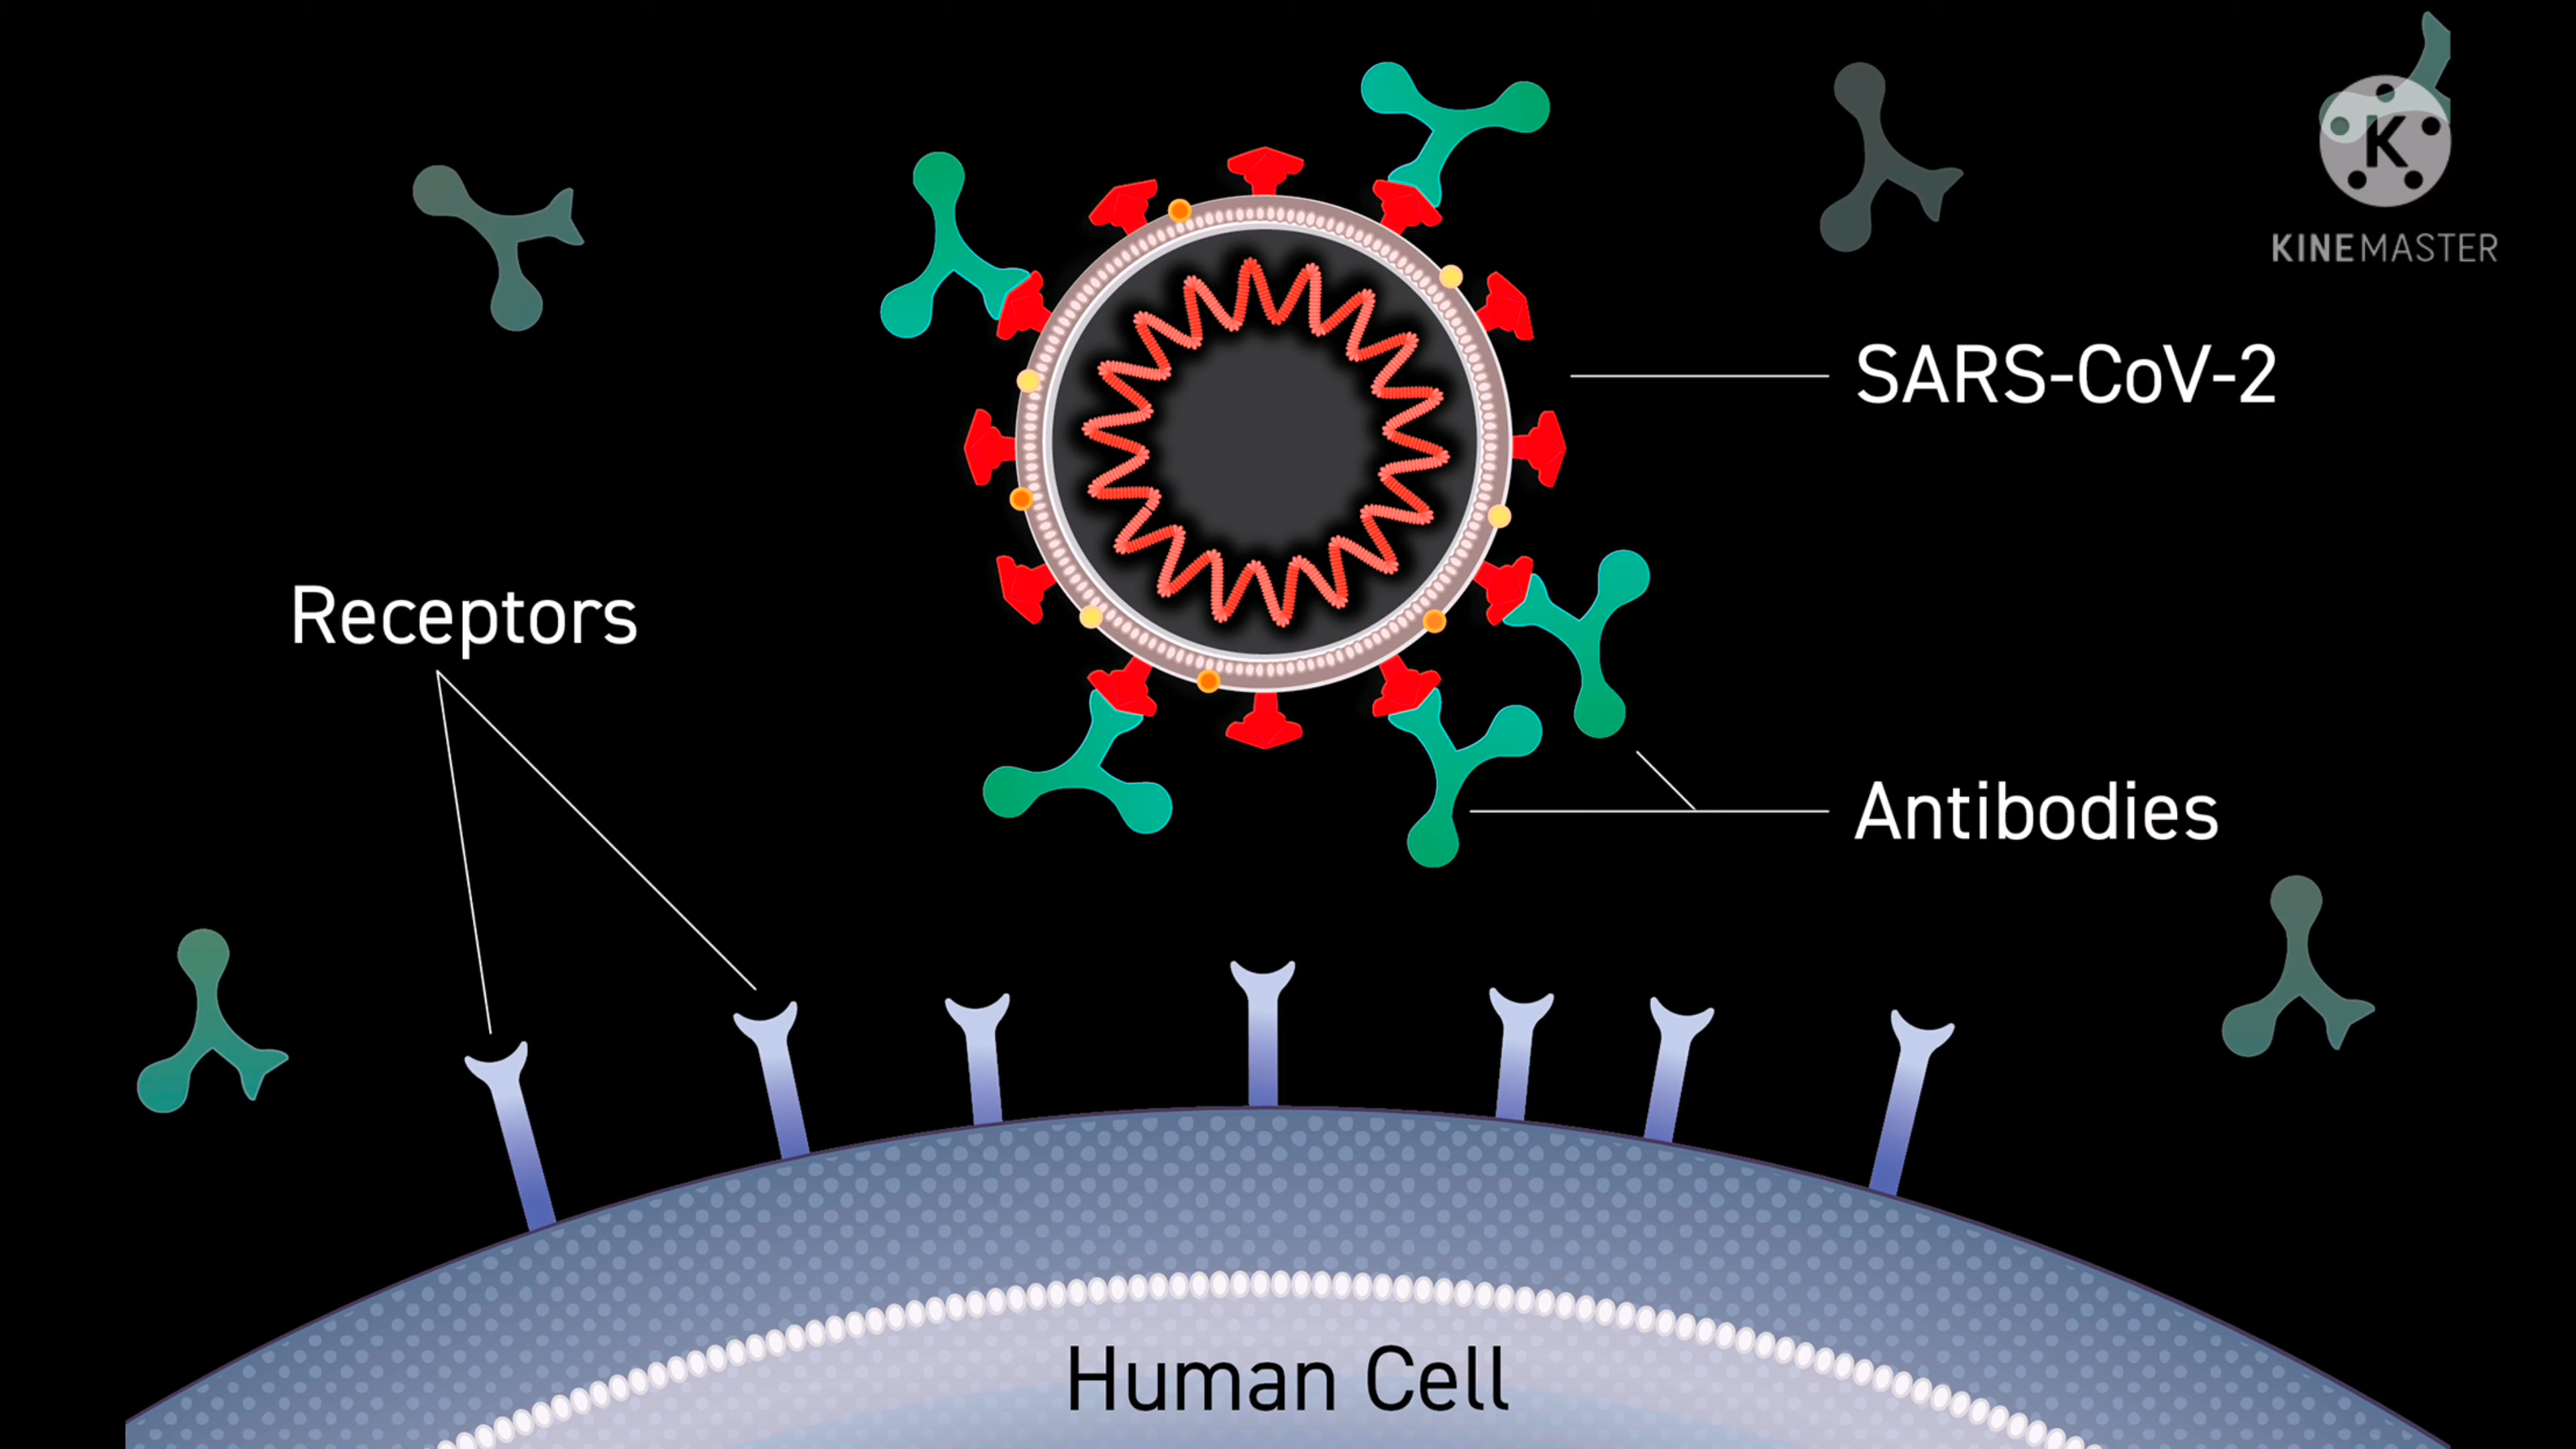 K
KINEMASTER
SARS-CoV-2
Receptors
Antibodies
Human Cell